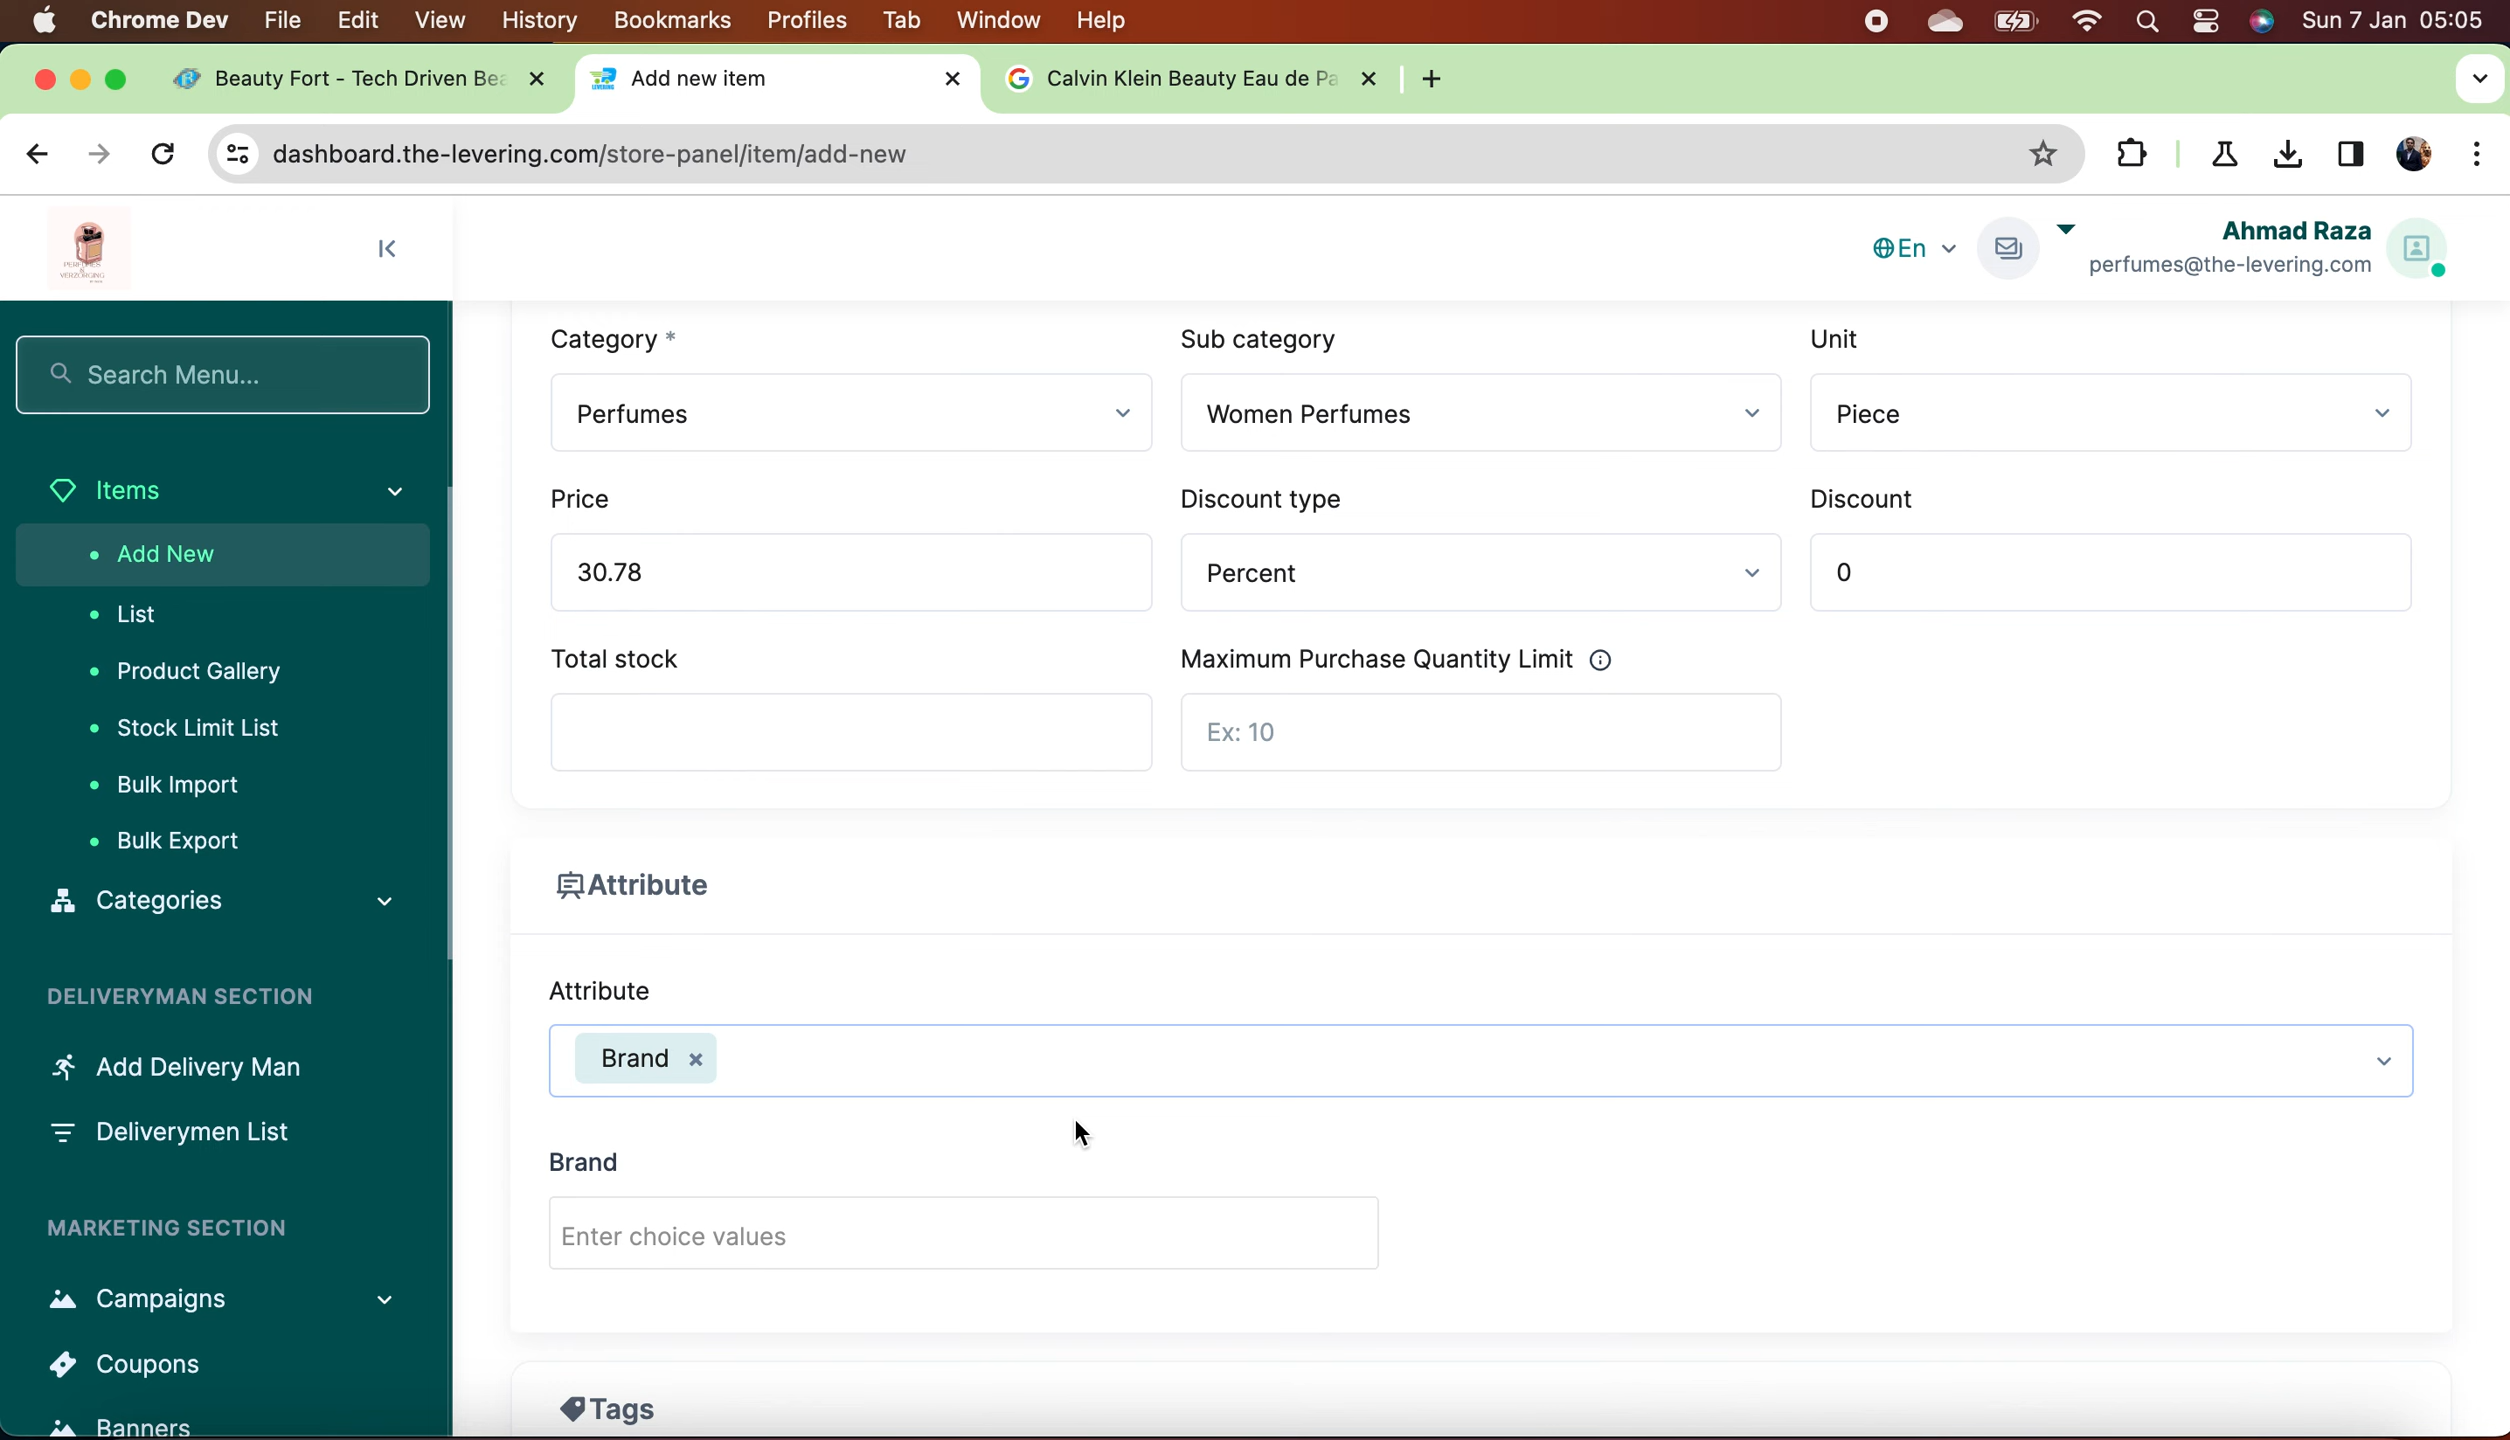 Chrome Dev File Edit View History Bookmarks Profiles Tab Window Help Sun 7 Jan 05:05
Beauty Fort - Tech Driven Bea Add new item Calvin Klein Beauty Eau de Pa
dashboard.the-levering.com/store-panel/item/add-new
En
Ahmad Raza
perfumes@the-levering.com
Search Menu...
Items
Add New
List
Product Gallery
Stock Limit List
Bulk Import
Bulk Export
Categories
DELIVERYMAN SECTION
Add Delivery Man
Deliverymen List
MARKETING SECTION
Campaigns
Coupons
Banners
Category * Sub category Unit
Perfumes Women Perfumes Piece
Price Discount type Discount
30.78 Percent 0
Total stock Maximum Purchase Quantity Limit
Ex: 10
Attribute
Attribute
Brand
Brand
Enter choice values
Tags